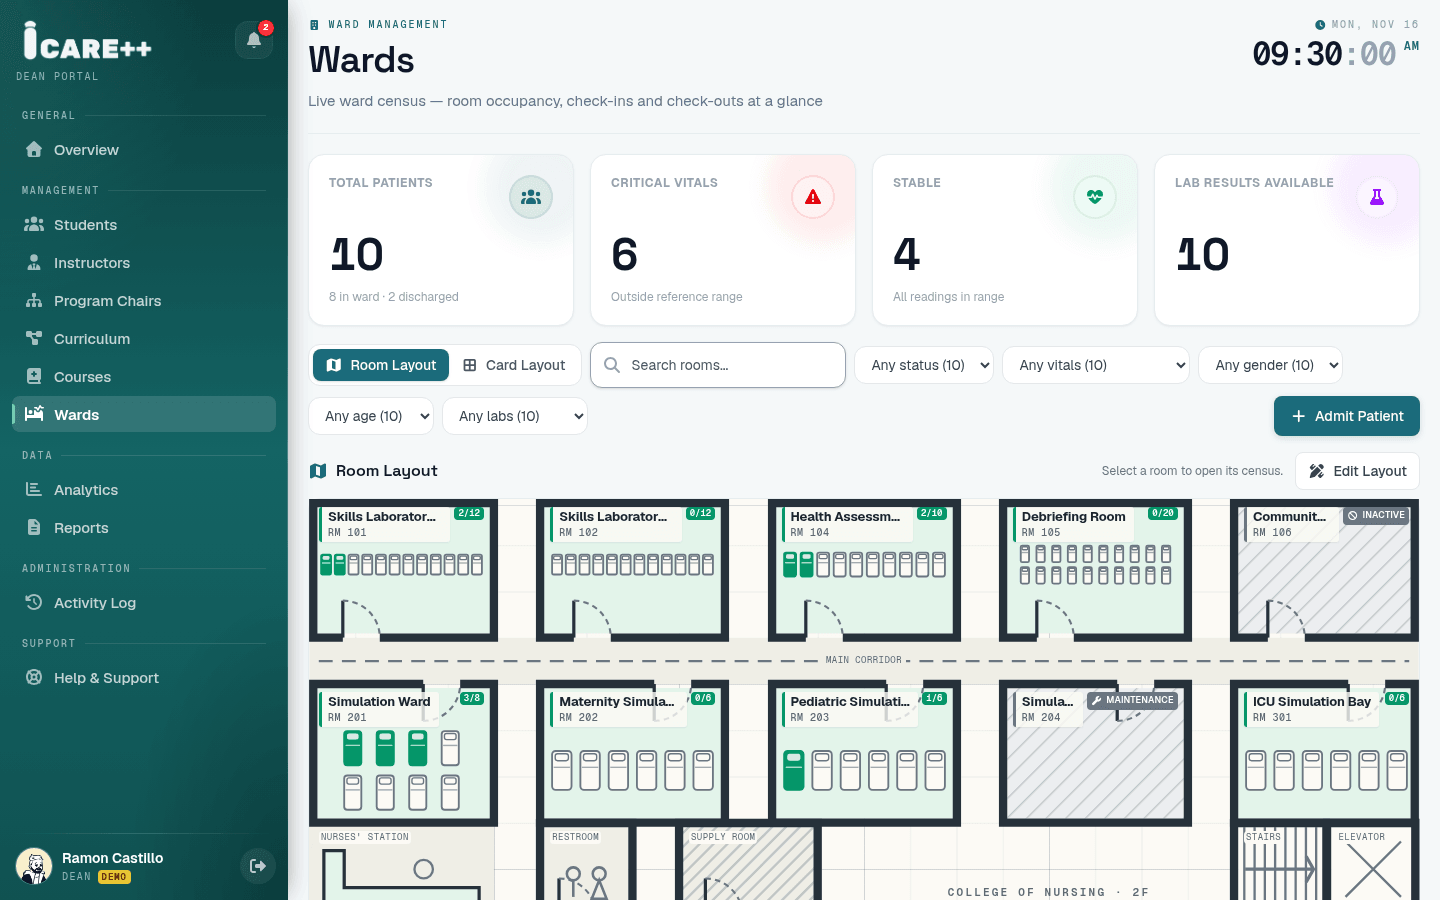 iCARE++
2
DEAN PORTAL
GENERAL
Overview
MANAGEMENT
Students
Instructors
Program Chairs
Curriculum
Courses
Wards
DATA
Analytics
Reports
ADMINISTRATION
Activity Log
SUPPORT
Help & Support
Ramon Castillo
DEAN DEMO
WARD MANAGEMENT
Wards
Live ward census — room occupancy, check-ins and check-outs at a glance
MON, NOV 16
09:30:00 AM
TOTAL PATIENTS
10
8 in ward · 2 discharged
CRITICAL VITALS
6
Outside reference range
STABLE
4
All readings in range
LAB RESULTS AVAILABLE
10
Room Layout
Card Layout
Search rooms...
Any status (10)
Any vitals (10)
Any gender (10)
Any age (10)
Any labs (10)
Admit Patient
Room Layout
Select a room to open its census.
Edit Layout
Skills Laborator...
2/12
RM 101
Skills Laborator...
0/12
RM 102
Health Assessm...
2/10
RM 104
Debriefing Room
0/20
RM 105
Communit...
INACTIVE
RM 106
MAIN CORRIDOR
Simulation Ward
3/8
RM 201
Maternity Simula...
0/6
RM 202
Pediatric Simulati...
1/6
RM 203
Simula...
MAINTENANCE
RM 204
ICU Simulation Bay
0/6
RM 301
NURSES' STATION
RESTROOM
SUPPLY ROOM
STAIRS
ELEVATOR
COLLEGE OF NURSING · 2F